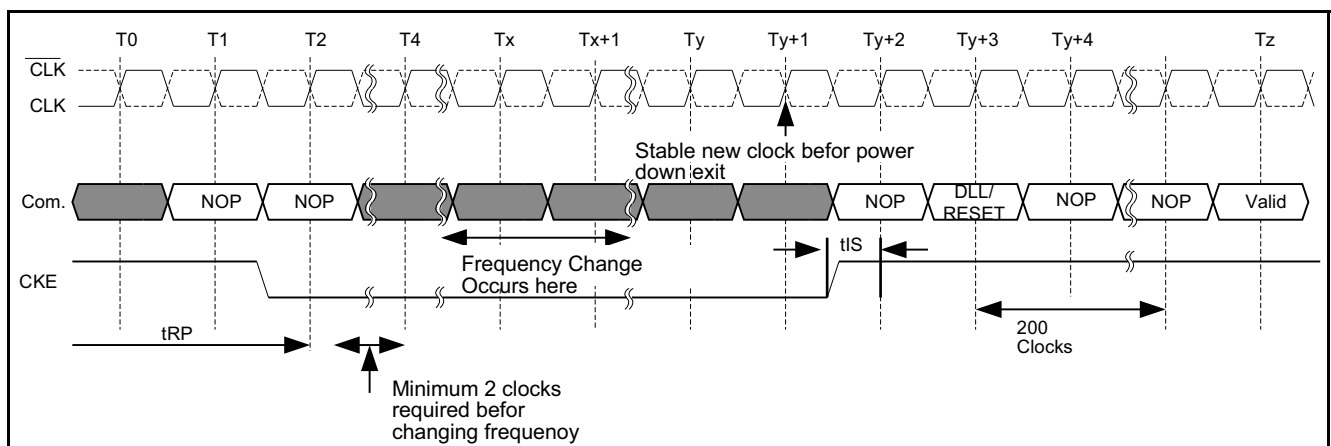 T0 T1 T2 T4 Tx Tx+1 Ty Ty+1 Ty+2 Ty+3 Ty+4 Tz
CLK
CLK
Stable new clock befor power
down exit
Com. NOP NOP NOP DLL/
RESET NOP NOP Valid
tIS
Frequency Change
Occurs here
CKE
tRP
200
Clocks
Minimum 2 clocks
required befor
changing frequenoy